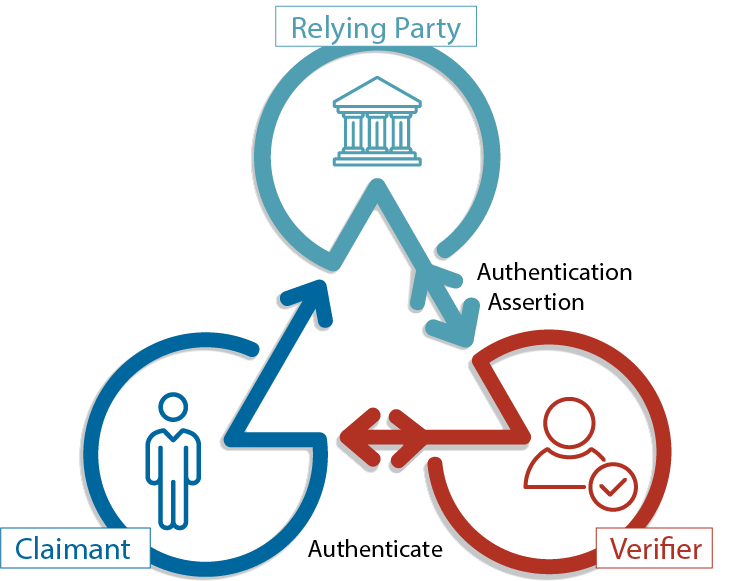 Relying Party
Authentication
Assertion
Claimant
Authenticate
Verifier